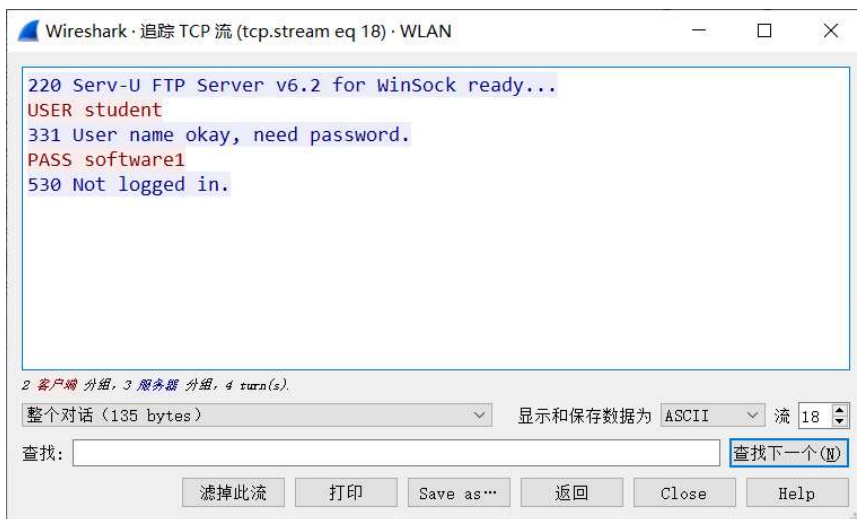 Wireshark · 追踪 TCP 流 (tcp.stream eq 18) · WLAN
220 Serv-U FTP Server v6.2 for WinSock ready...
USER student
331 User name okay, need password.
PASS software1
530 Not logged in.
2 客户端 分组, 3 服务器 分组, 4 turn(s).
整个对话 (135 bytes) 显示和保存数据为 ASCII 流 18
查找: 查找下一个(N)
滤掉此流 打印 Save as… 返回 Close Help